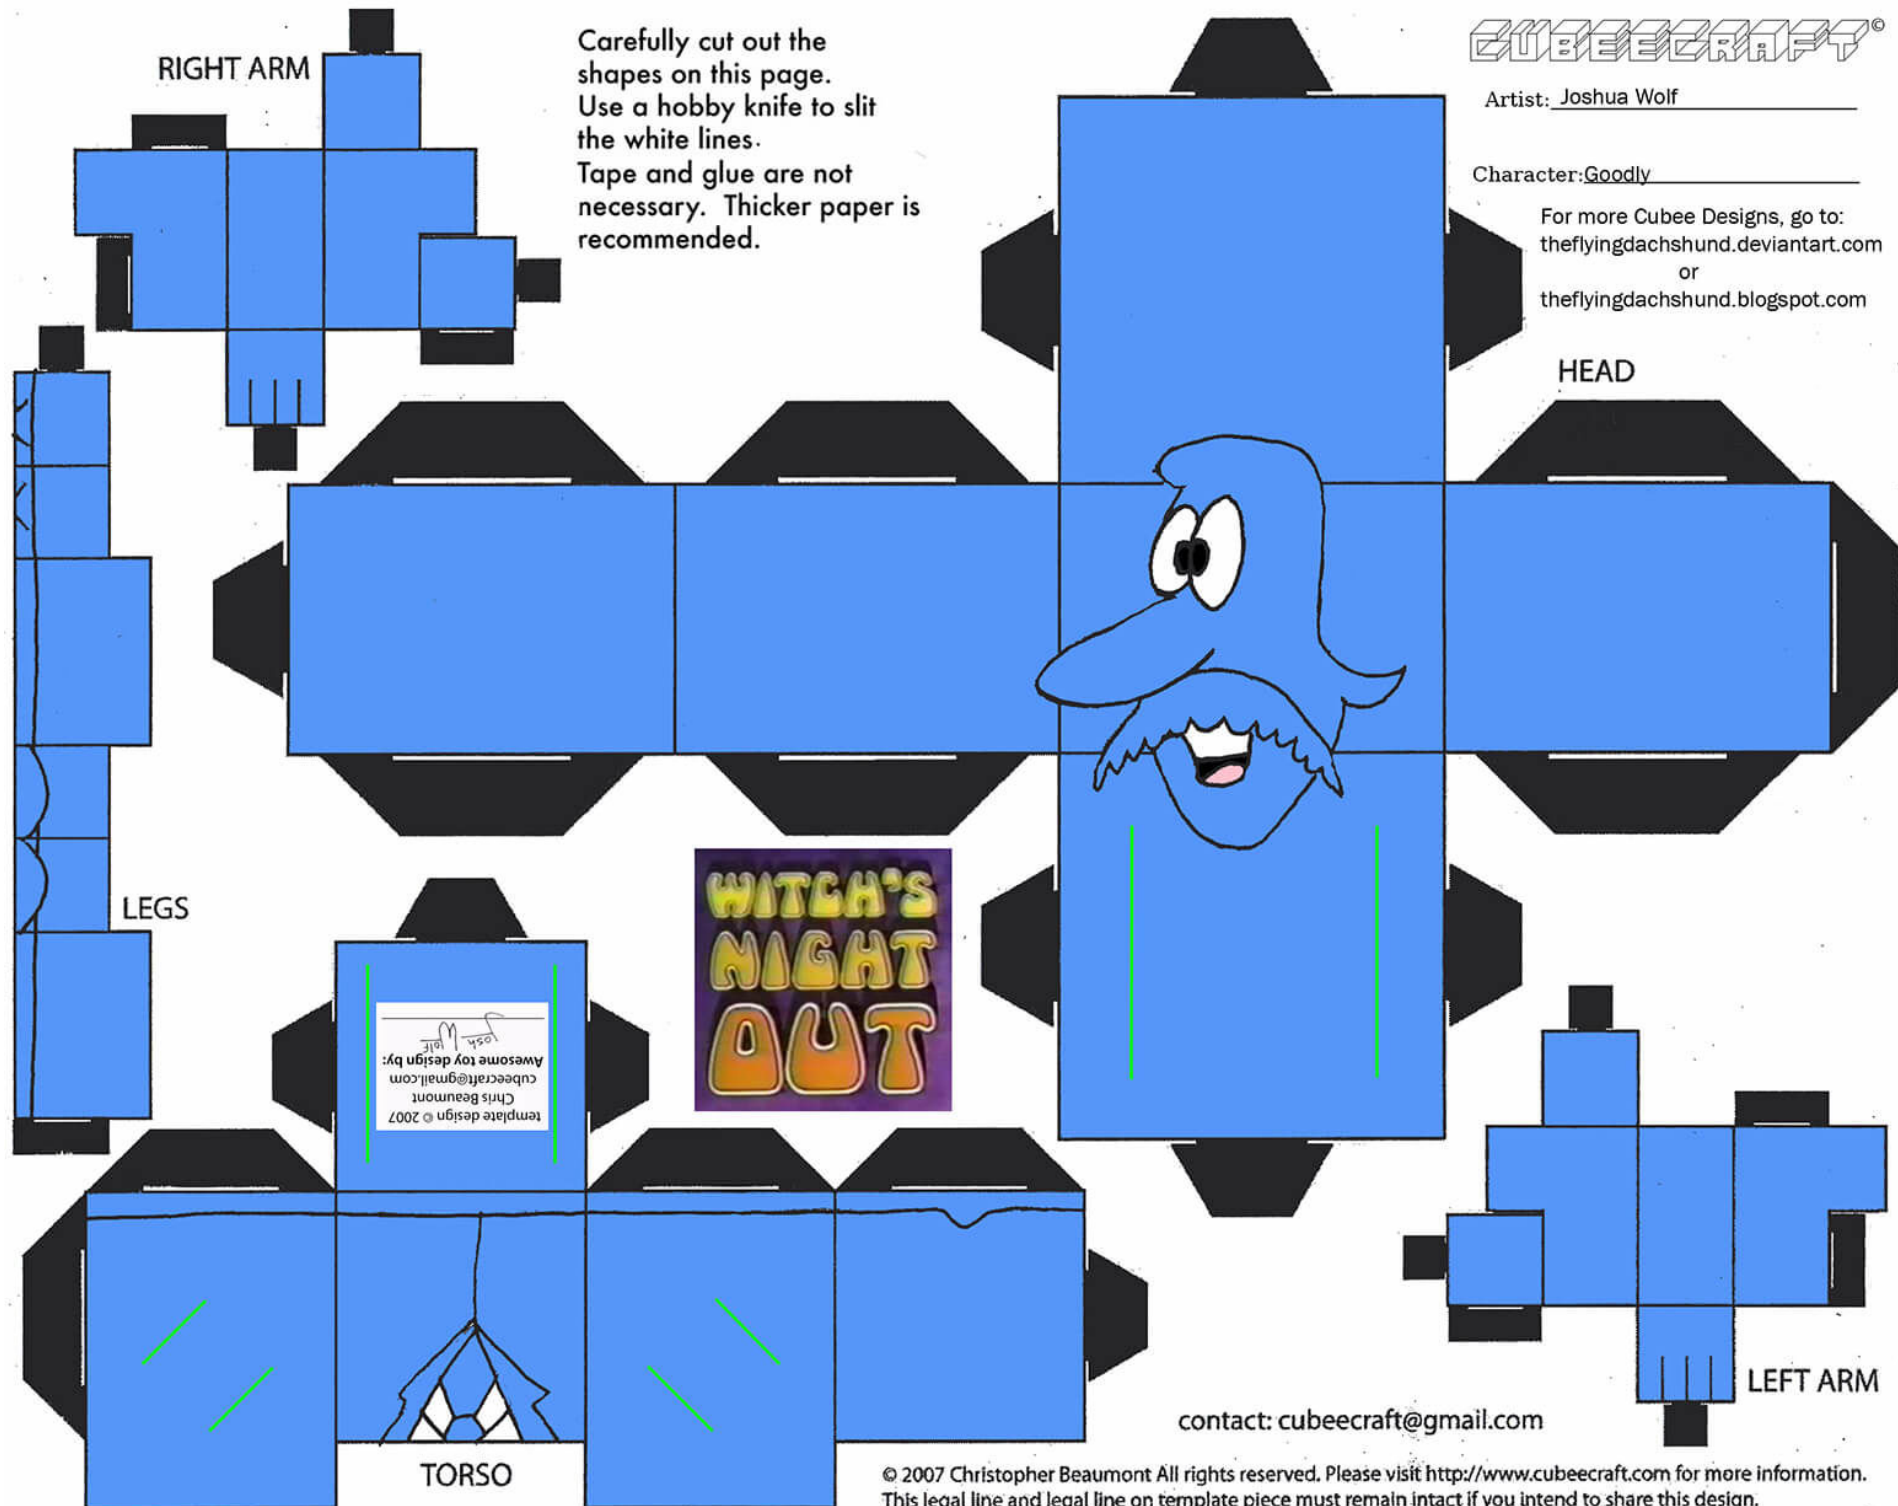 RIGHT ARM
Carefully cut out the
shapes on this page.
Use a hobby knife to slit
the white lines.
Tape and glue are not
necessary. Thicker paper is
recommended.
CUBEECRAFT©
Artist: Joshua Wolf
Character: Goodly
For more Cubee Designs, go to:
theflyingdachshund.deviantart.com
or
theflyingdachshund.blogspot.com
HEAD
LEGS
WITCH'S
NIGHT
OUT
template design © 2007
Chris Beaumont
cubeecraft@gmail.com
Awesome toy design by:
Josh Wolf
LEFT ARM
TORSO
contact: cubeecraft@gmail.com
© 2007 Christopher Beaumont All rights reserved. Please visit http://www.cubeecraft.com for more information.
This legal line and legal line on template piece must remain intact if you intend to share this design.